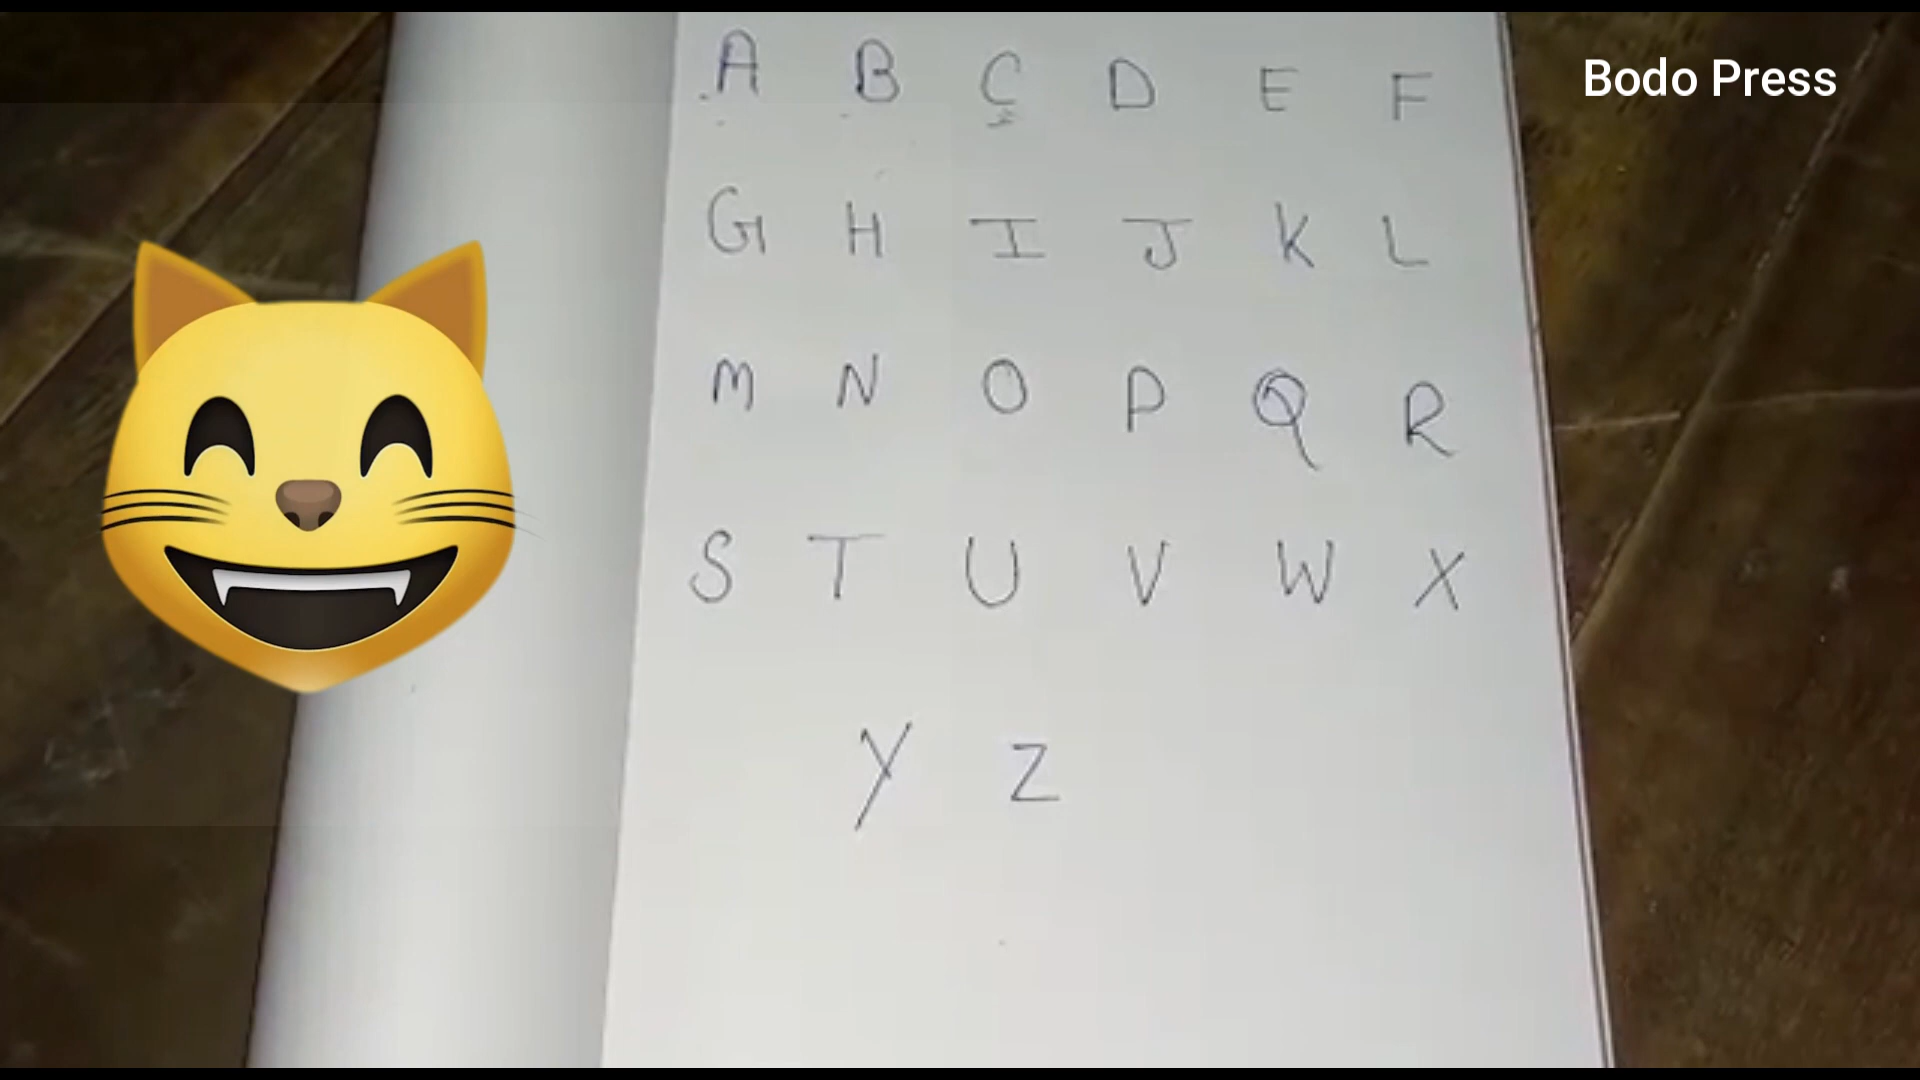 Bodo Press
A B C D E F
G H I J K L
M N O P Q R
S T U V W X
Y Z